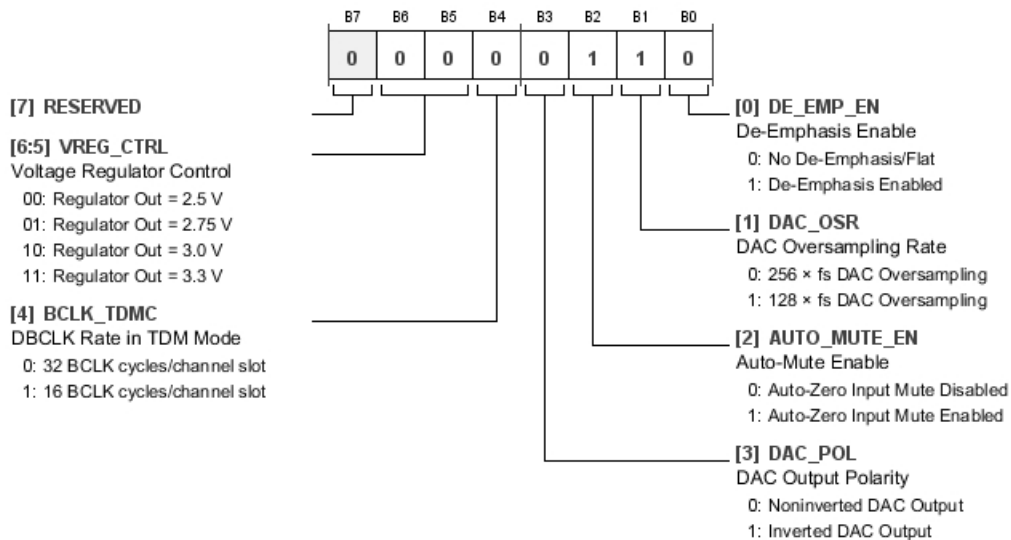 B7 B6 B5 B4 B3 B2 B1 B0
0 0 0 0 0 1 1 0
[7] RESERVED
[6:5] VREG_CTRL
Voltage Regulator Control
00: Regulator Out = 2.5 V
01: Regulator Out = 2.75 V
10: Regulator Out = 3.0 V
11: Regulator Out = 3.3 V
[4] BCLK_TDMC
DBCLK Rate in TDM Mode
0: 32 BCLK cycles/channel slot
1: 16 BCLK cycles/channel slot
[0] DE_EMP_EN
De-Emphasis Enable
0: No De-Emphasis/Flat
1: De-Emphasis Enabled
[1] DAC_OSR
DAC Oversampling Rate
0: 256 × fs DAC Oversampling
1: 128 × fs DAC Oversampling
[2] AUTO_MUTE_EN
Auto-Mute Enable
0: Auto-Zero Input Mute Disabled
1: Auto-Zero Input Mute Enabled
[3] DAC_POL
DAC Output Polarity
0: Noninverted DAC Output
1: Inverted DAC Output